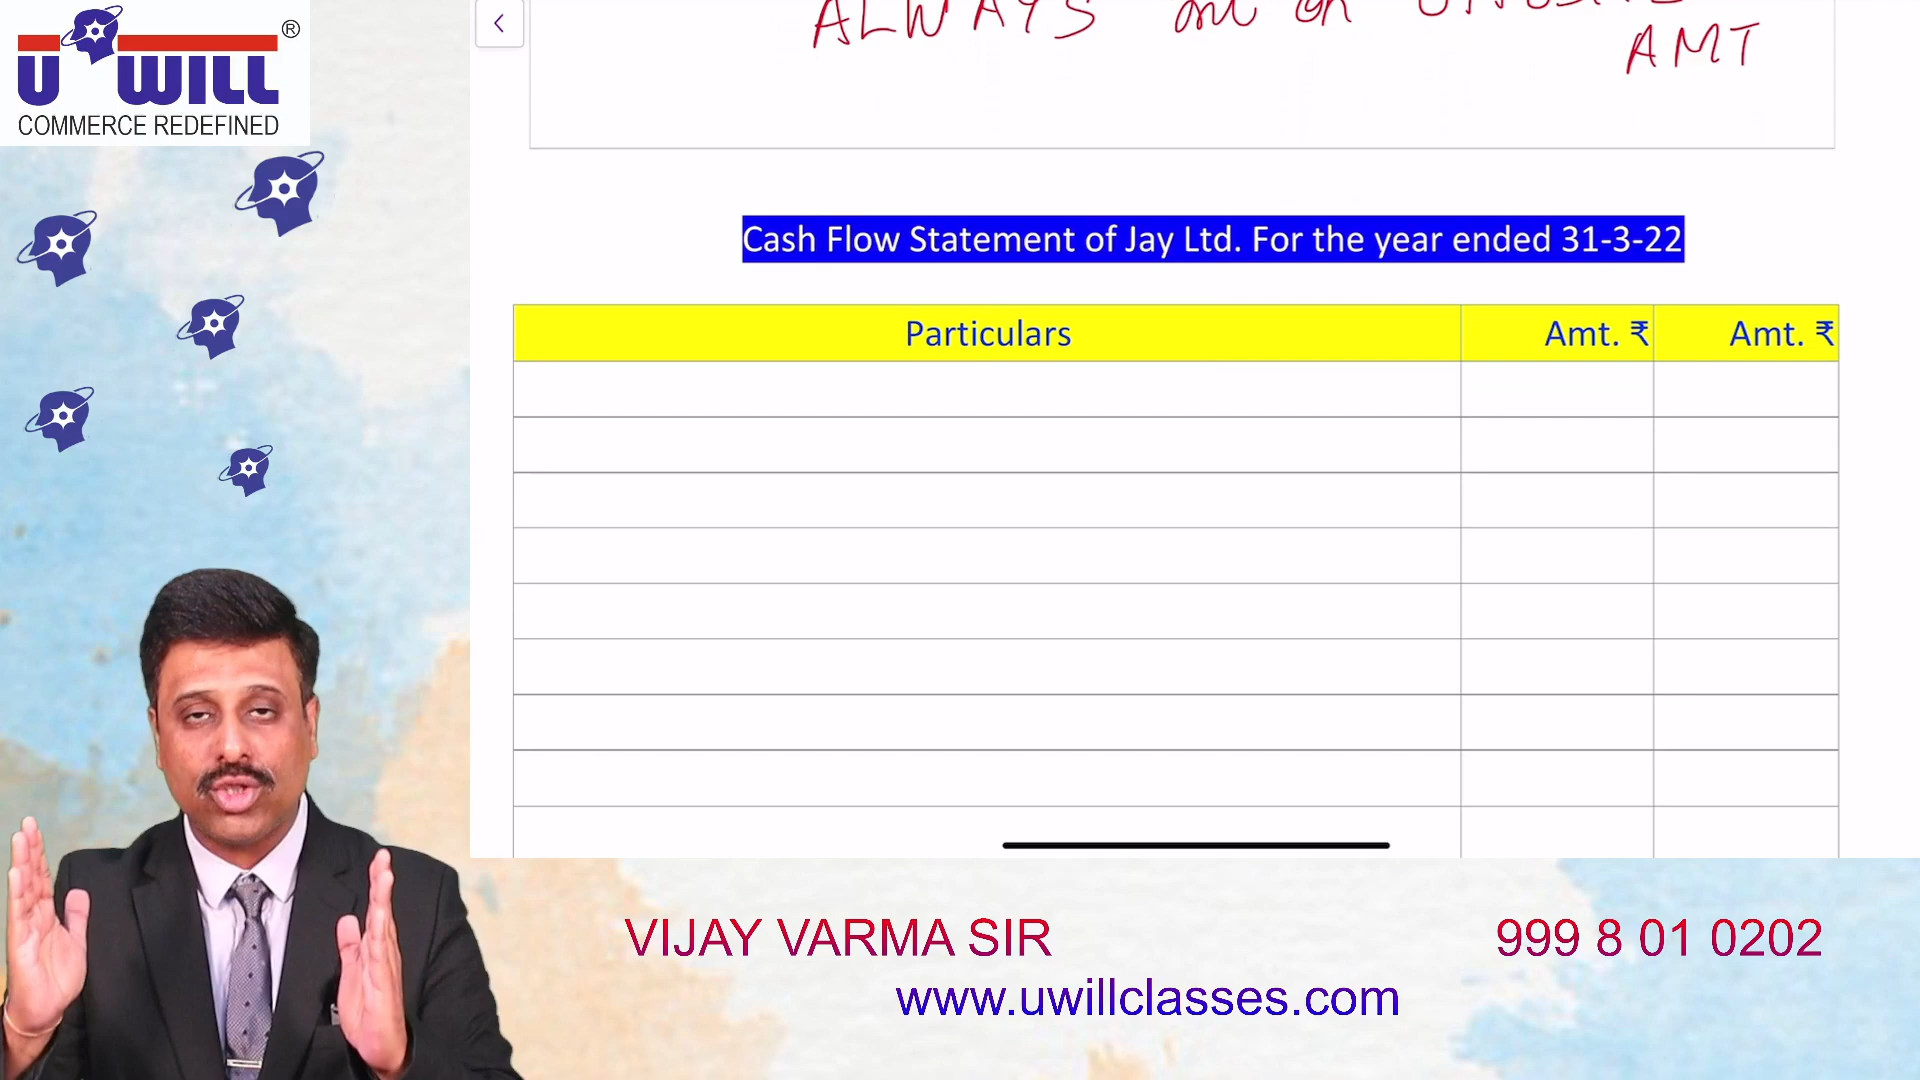 U WILL ®
COMMERCE REDEFINED
ALWAYS
AMT
Cash Flow Statement of Jay Ltd. For the year ended 31-3-22
Particulars Amt. ₹ Amt. ₹
VIJAY VARMA SIR 999 8 01 0202
www.uwillclasses.com